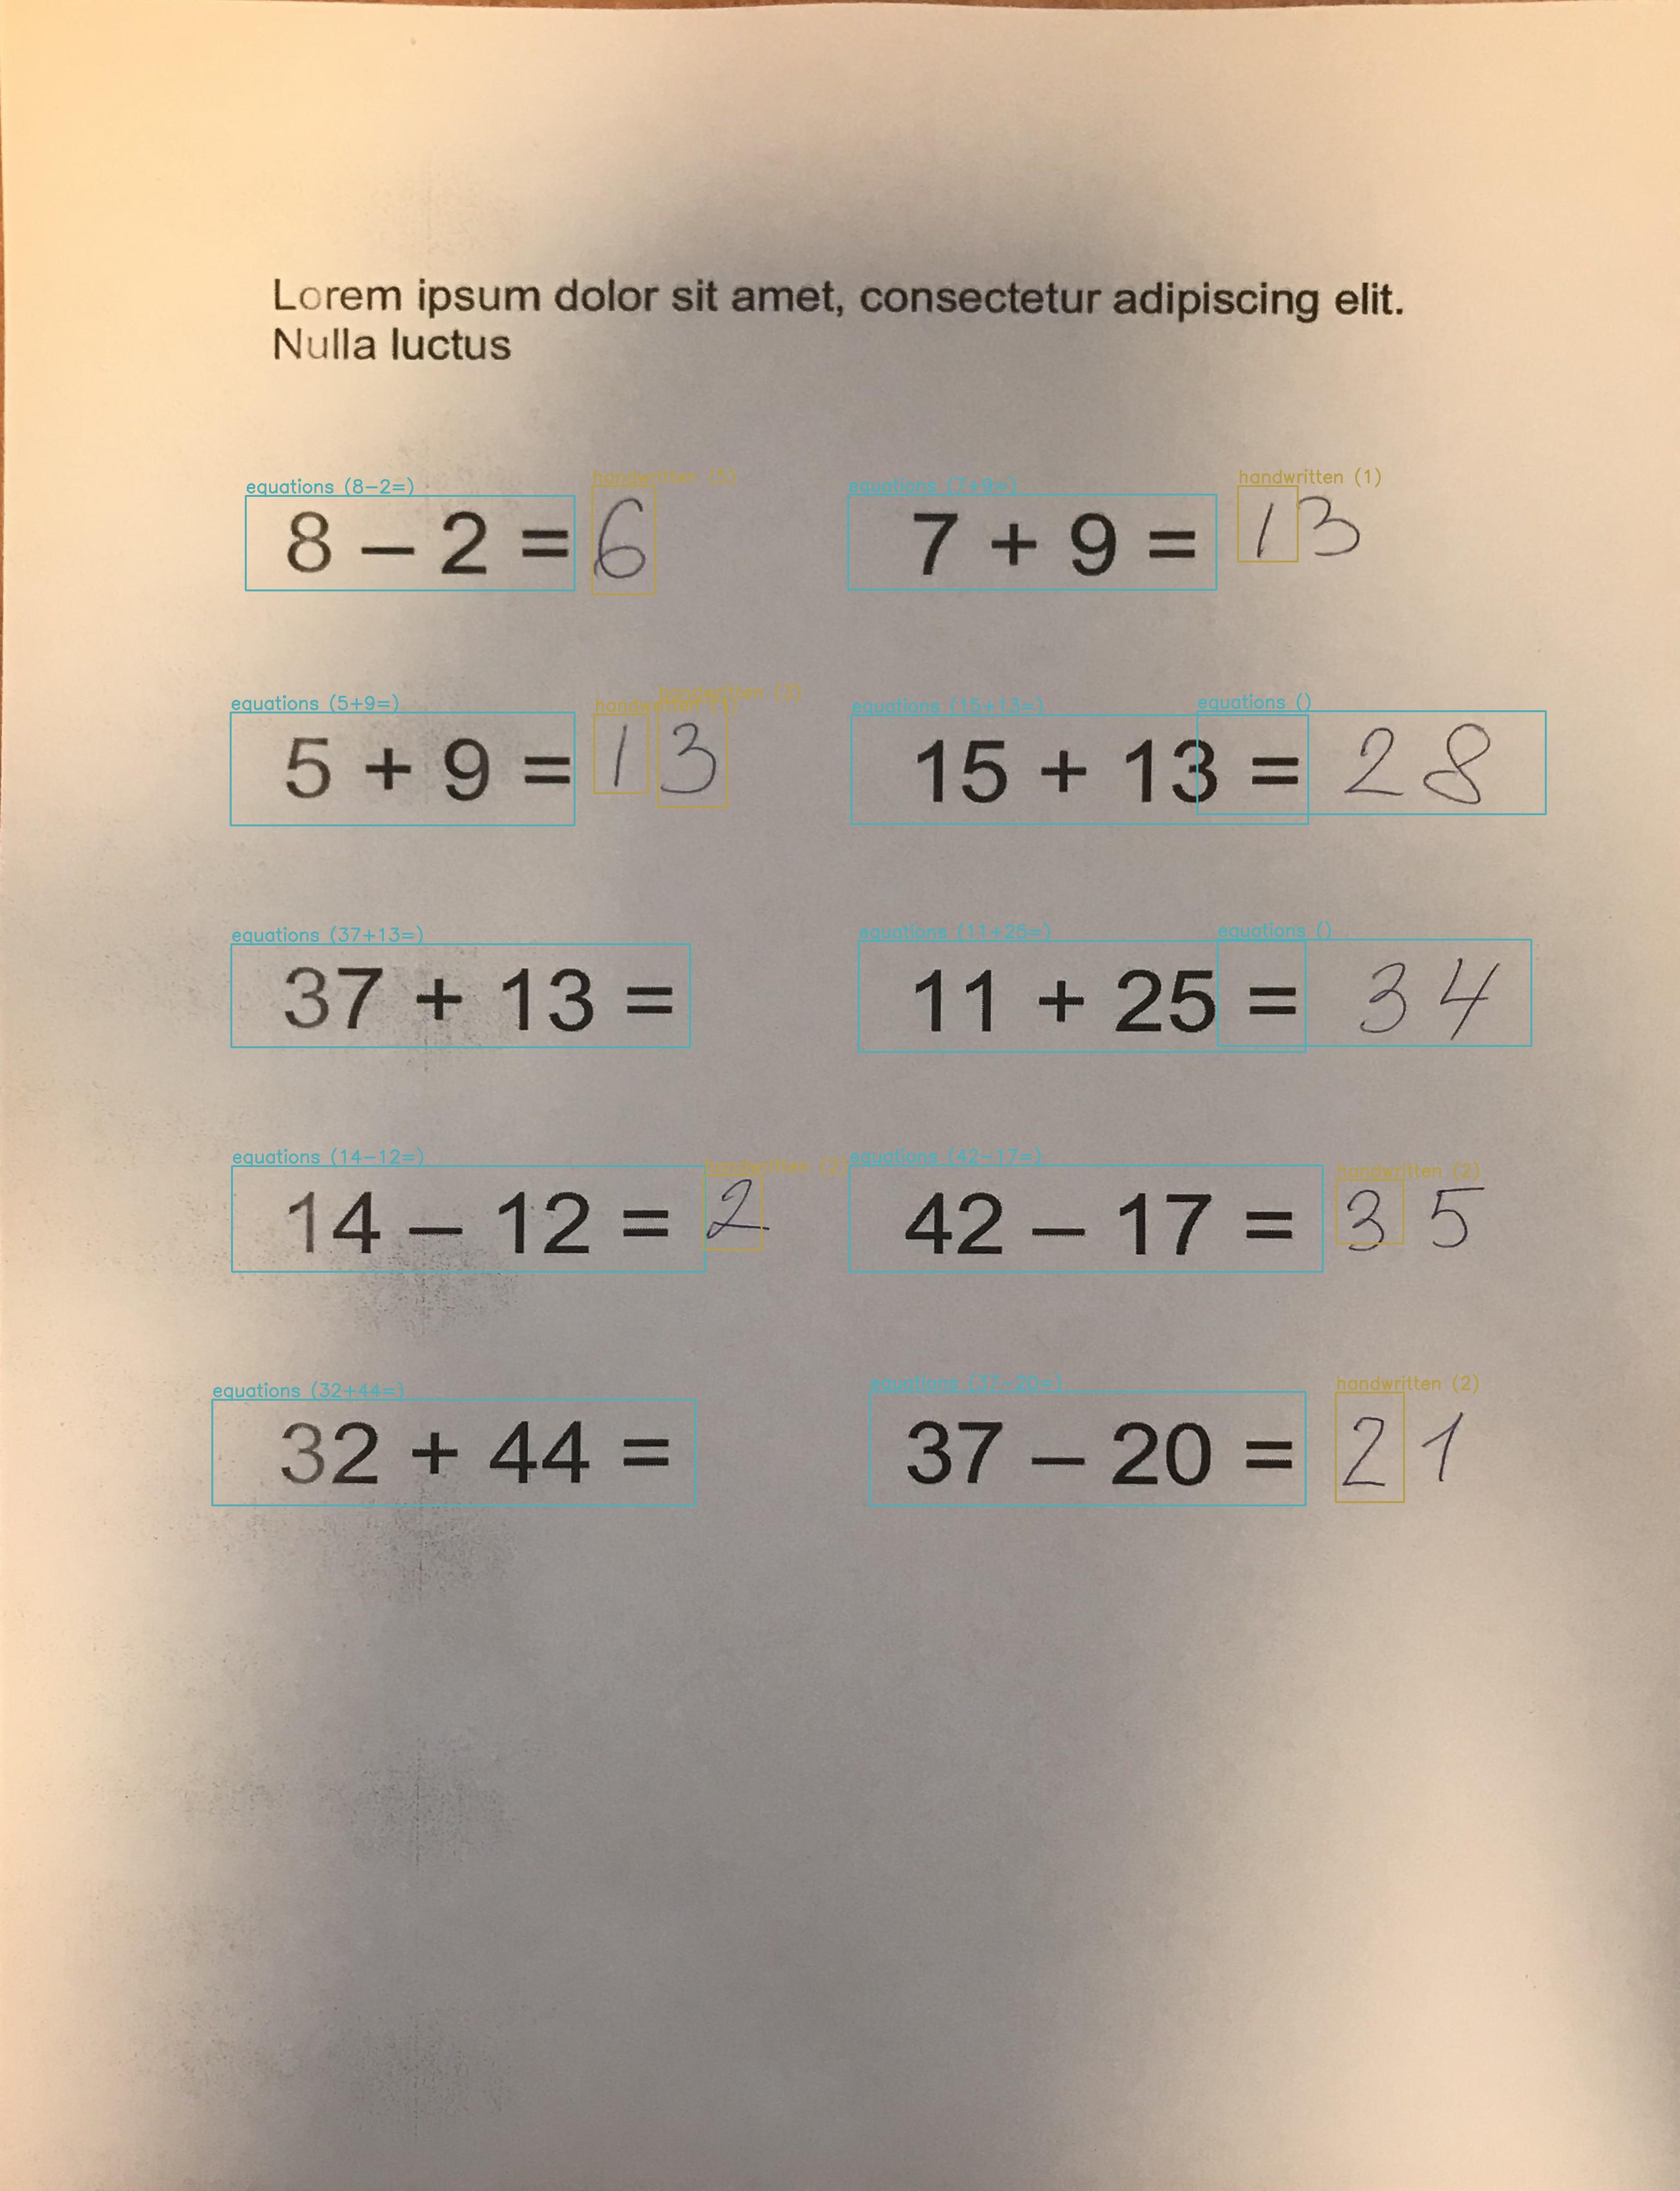 Lorem ipsum dolor sit amet, consectetur adipiscing elit.
Nulla luctus
equations (8-2=) handwritten (5) equations (7+9=) handwritten (1)
8 – 2 = 6 7 + 9 = 13
equations (5+9=) handwritten (3) equations (15+13=) equations ()
5 + 9 = 13 15 + 13 = 28
equations (37+13=) equations (11+25=) equations ()
37 + 13 = 11 + 25 = 34
equations (14-12=) handwritten (2) equations (42-17=) handwritten (2)
14 – 12 = 2 42 – 17 = 35
equations (32+44=) equations (37-20=) handwritten (2)
32 + 44 = 37 – 20 = 21